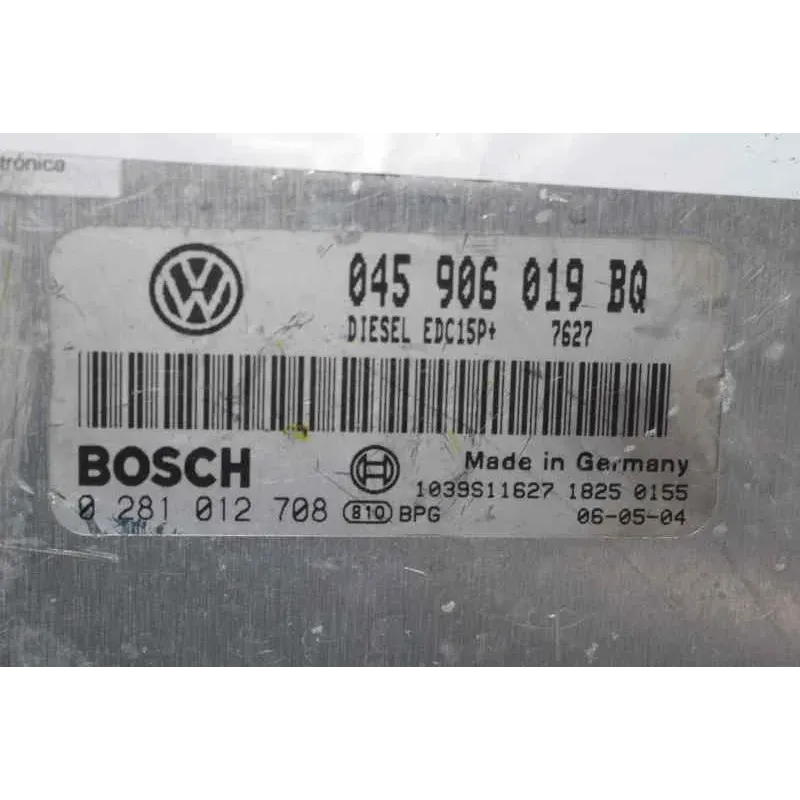 trónica
045 906 019 BQ
DIESEL EDC15P+ 7627
BOSCH
Made in Germany
1039S11627 1825 0155
0 281 012 708 810 BPG 06-05-04